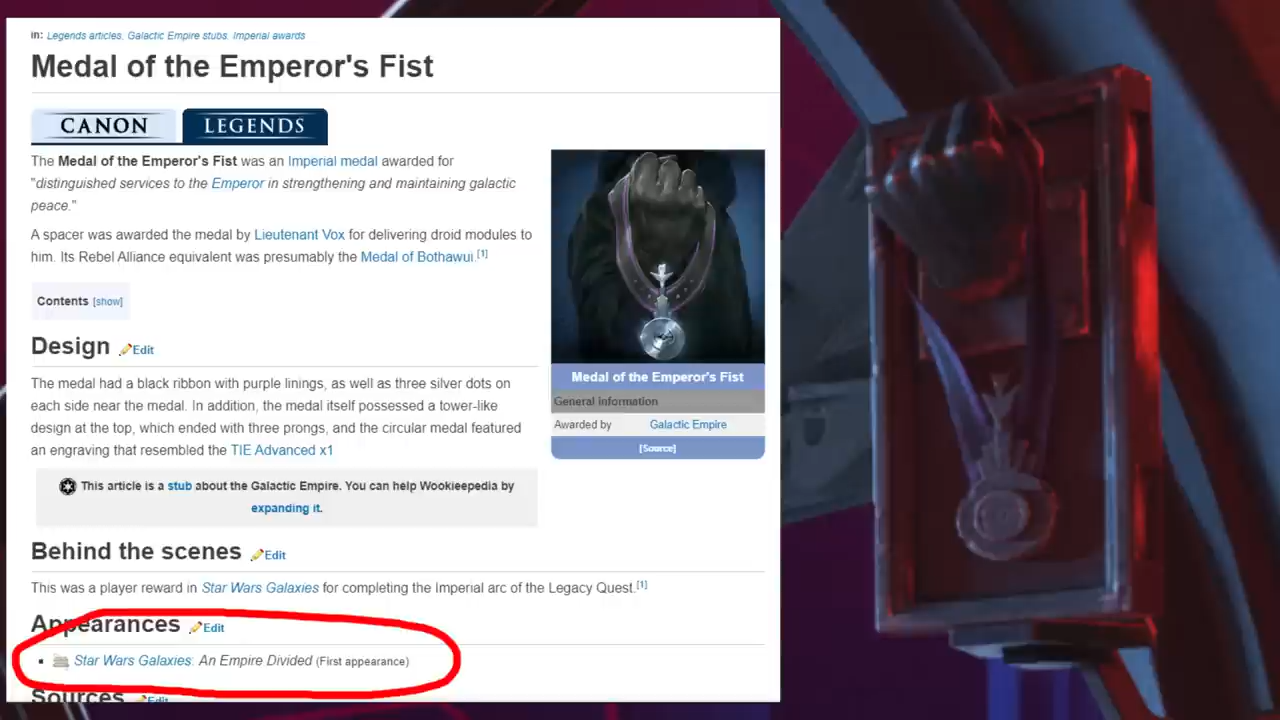 in: Legends articles, Galactic Empire stubs, Imperial awards
Medal of the Emperor's Fist
CANON LEGENDS
The Medal of the Emperor's Fist was an Imperial medal awarded for
"distinguished services to the Emperor in strengthening and maintaining galactic
peace."
A spacer was awarded the medal by Lieutenant Vox for delivering droid modules to
him. Its Rebel Alliance equivalent was presumably the Medal of Bothawui.[1]
Contents [show]
Design Edit
The medal had a black ribbon with purple linings, as well as three silver dots on
each side near the medal. In addition, the medal itself possessed a tower-like
design at the top, which ended with three prongs, and the circular medal featured
an engraving that resembled the TIE Advanced x1
This article is a stub about the Galactic Empire. You can help Wookieepedia by
expanding it.
Medal of the Emperor's Fist
General information
Awarded by Galactic Empire
[Source]
Behind the scenes Edit
This was a player reward in Star Wars Galaxies for completing the Imperial arc of the Legacy Quest.[1]
Appearances Edit
Star Wars Galaxies: An Empire Divided (First appearance)
Sources Edit